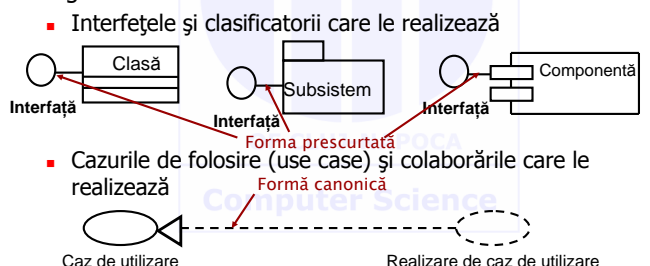 Interfeţele şi clasificatorii care le realizează
Clasă
Subsistem
Componentă
Interfaţă
Interfaţă
Interfaţă
Forma prescurtată
Cazurile de folosire (use case) şi colaborările care le
realizează
Formă canonică
Computer Science
Caz de utilizare
Realizare de caz de utilizare